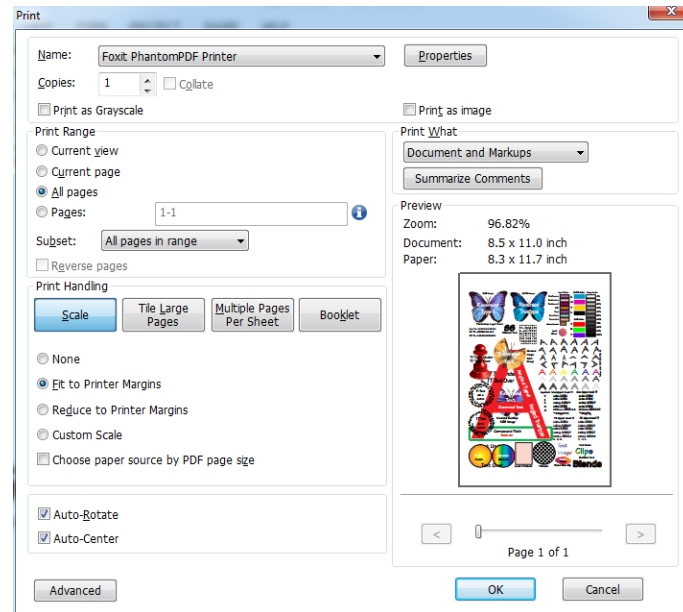 Print
Name: Foxit PhantomPDF Printer Properties
Copies: 1 Collate
Print as Grayscale Print as image
Print Range
Current view
Current page
All pages
Pages: 1-1
Subset: All pages in range
Reverse pages
Print What
Document and Markups
Summarize Comments
Print Handling
Scale
Tile Large
Pages
Multiple Pages
Per Sheet
Booklet
None
Fit to Printer Margins
Reduce to Printer Margins
Custom Scale
Choose paper source by PDF page size
Auto-Rotate
Auto-Center
Preview
Zoom: 96.82%
Document: 8.5 x 11.0 inch
Paper: 8.3 x 11.7 inch
Clips
Blends
< >
Page 1 of 1
Advanced OK Cancel